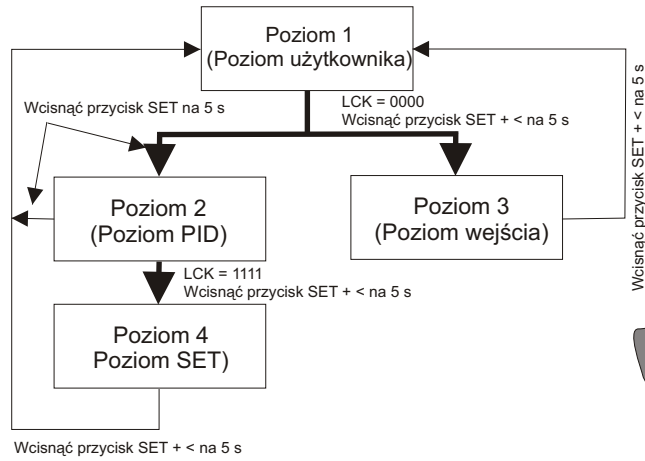 Poziom 1
(Poziom użytkownika)
Wcisnąć przycisk SET na 5 s
LCK = 0000
Wcisnąć przycisk SET + < na 5 s
Poziom 2
(Poziom PID)
Poziom 3
(Poziom wejścia)
Wcisnąć przycisk SET + < na 5 s
LCK = 1111
Wcisnąć przycisk SET + < na 5 s
Poziom 4
Poziom SET)
Wcisnąć przycisk SET + < na 5 s